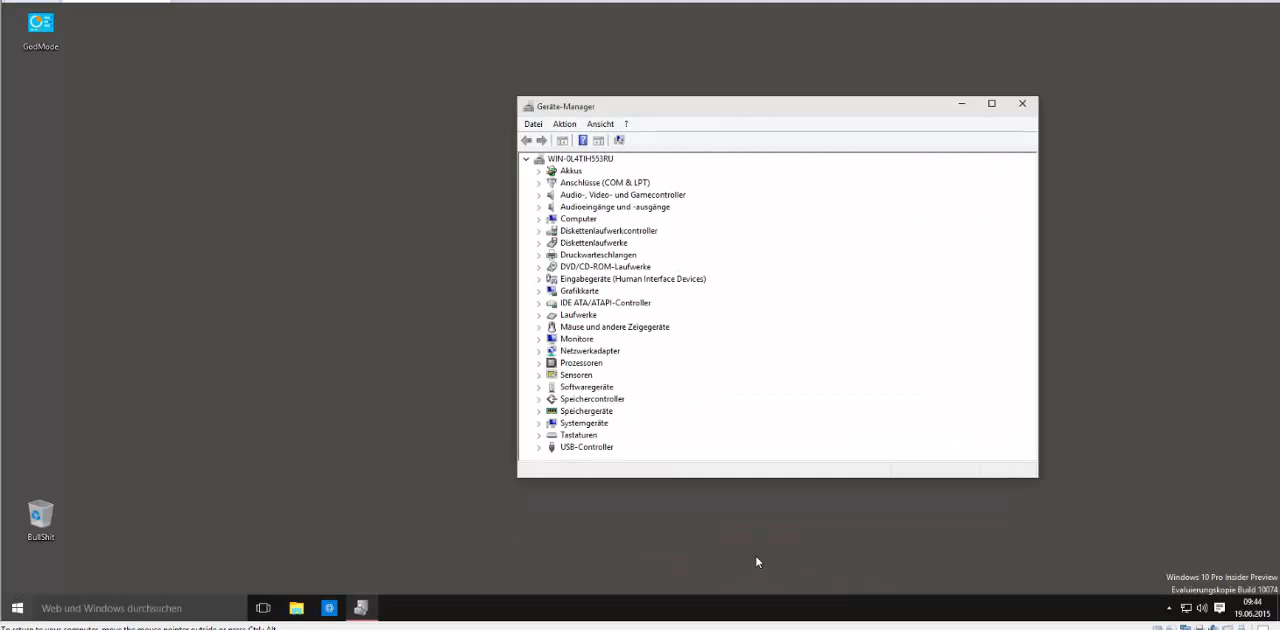 GodMode
Geräte-Manager
Datei Aktion Ansicht ?
WIN-0L4TIH553RU
Akkus
Anschlüsse (COM & LPT)
Audio-, Video- und Gamecontroller
Audioeingänge und -ausgänge
Computer
Diskettenlaufwerkcontroller
Diskettenlaufwerke
Druckwarteschlangen
DVD/CD-ROM-Laufwerke
Eingabegeräte (Human Interface Devices)
Grafikkarte
IDE ATA/ATAPI-Controller
Laufwerke
Mäuse und andere Zeigegeräte
Monitore
Netzwerkadapter
Prozessoren
Sensoren
Softwaregeräte
Speichercontroller
Speichergeräte
Systemgeräte
Tastaturen
USB-Controller
BullShit
Windows 10 Pro Insider Preview
Evaluierungskopie Build 10074
Web und Windows durchsuchen
09:44
19.06.2015
To return to your computer, move the mouse pointer outside or press Ctrl+Alt.